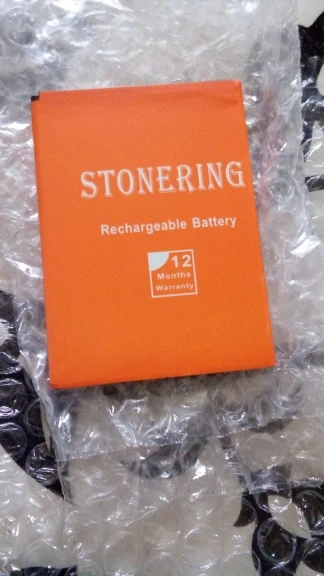 STONERING
Rechargeable Battery
12
Months
Warranty